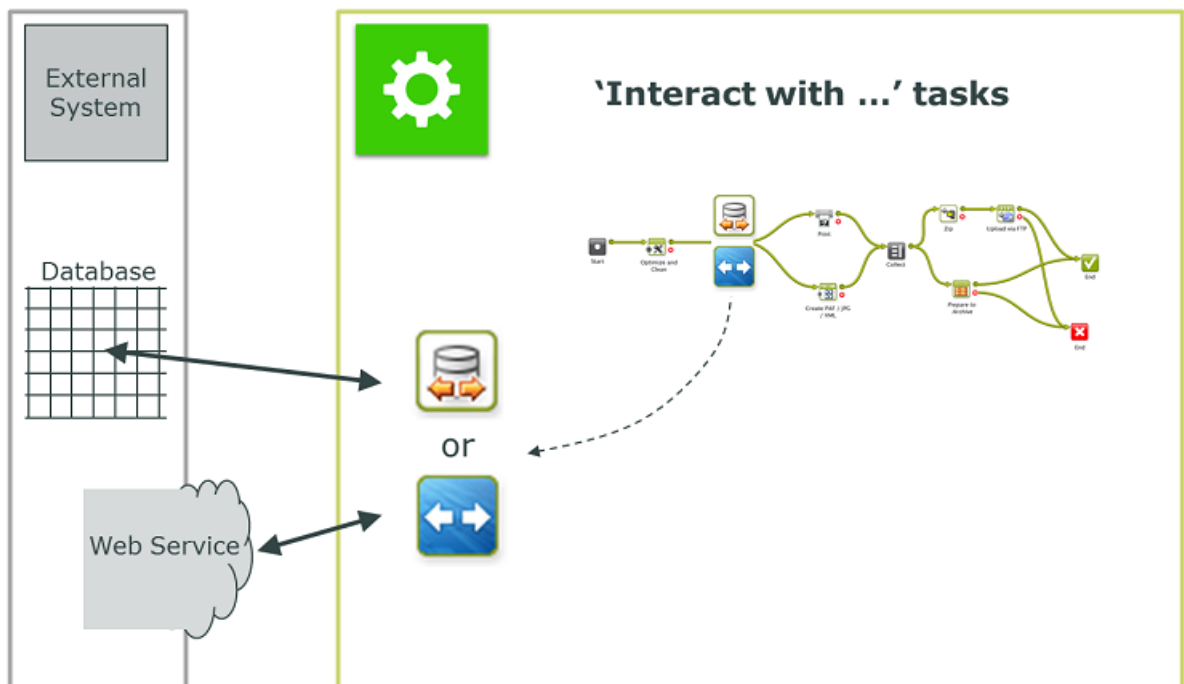 External
System
‘Interact with ...’ tasks
Database
or
Web Service
Start
Optimize and
Clean
Print
Create PAF / JPG
/ XML
Collect
Zip
Upload via FTP
Prepare to
Archive
End
End